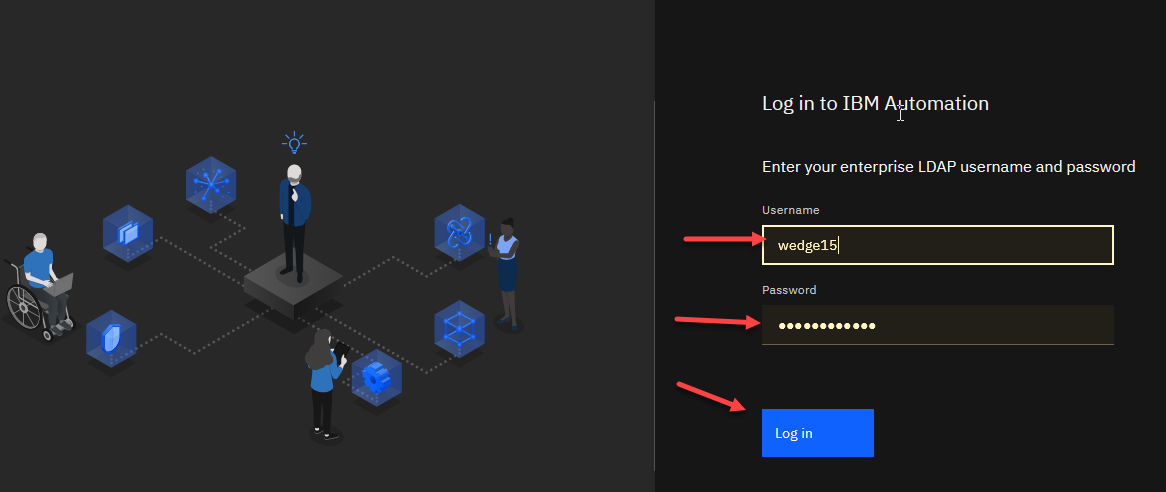 Log in to IBM Automation
Enter your enterprise LDAP username and password
Username
wedge15
Password
••••••••••••
Log in